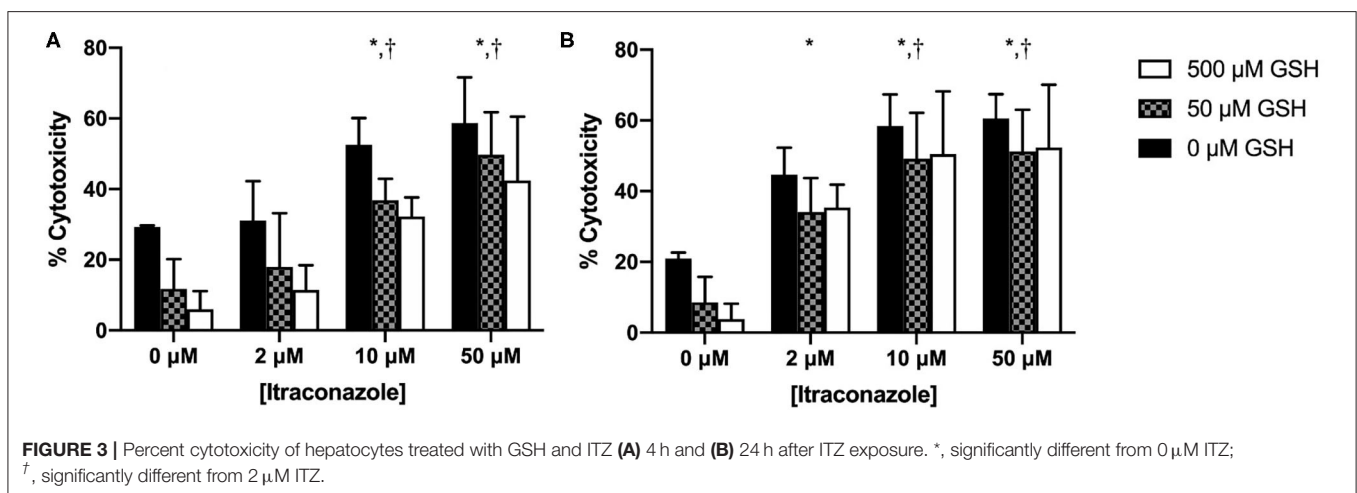 A
B
80
60
40
20
0
% Cytotoxicity
*,†
*,†
0 µM
2 µM
10 µM
50 µM
[Itraconazole]
80
60
40
20
0
% Cytotoxicity
*
*,†
*,†
0 µM
2 µM
10 µM
50 µM
[Itraconazole]
500 µM GSH
50 µM GSH
0 µM GSH
FIGURE 3 | Percent cytotoxicity of hepatocytes treated with GSH and ITZ (A) 4 h and (B) 24 h after ITZ exposure. *, significantly different from 0 µM ITZ;
†, significantly different from 2 µM ITZ.